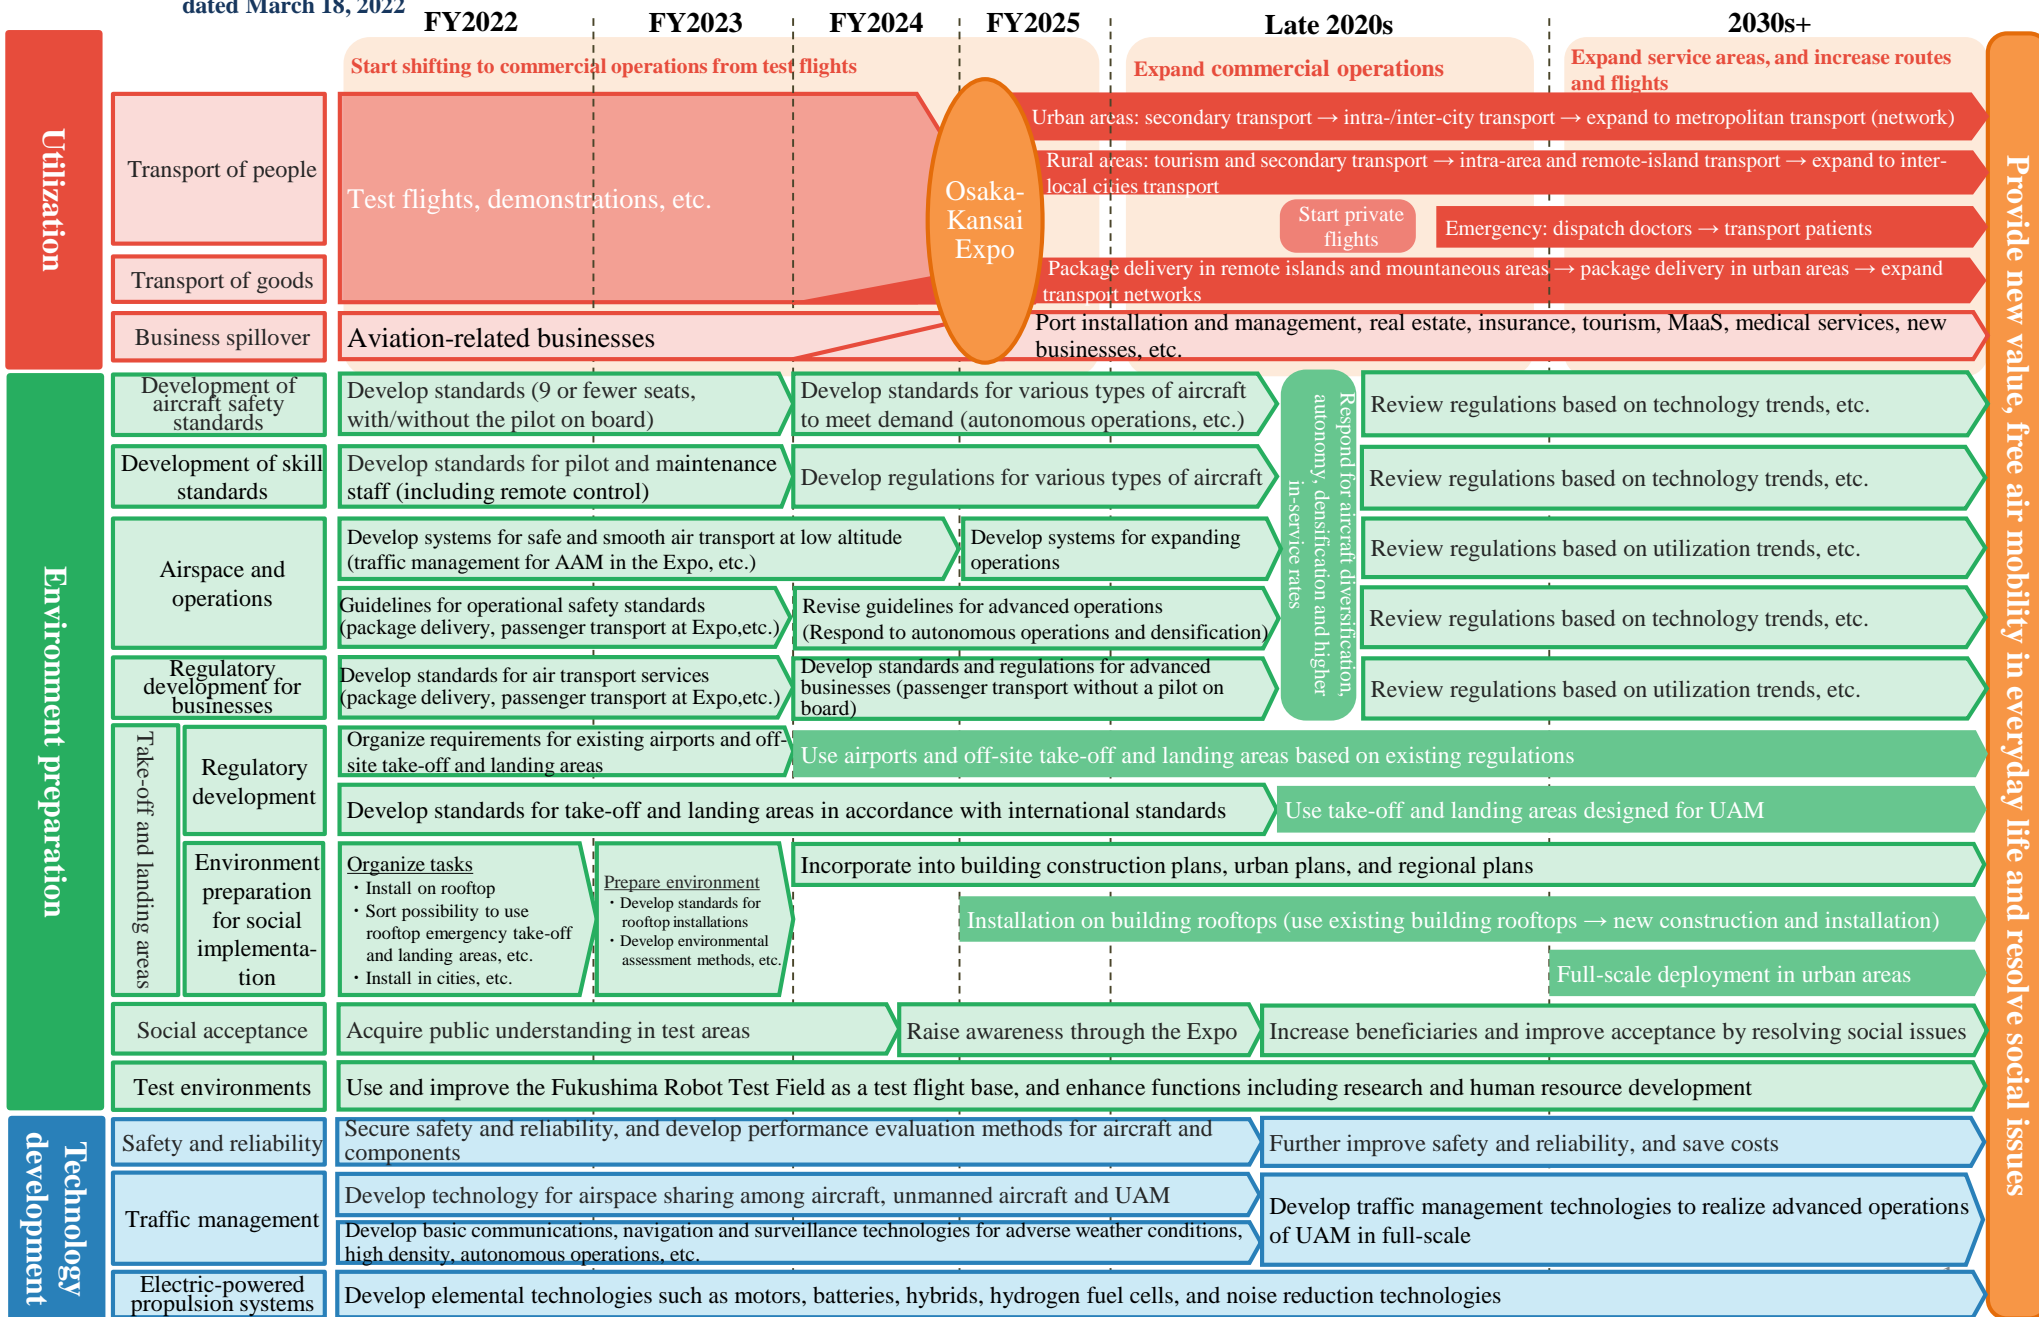 dated March 18, 2022
FY2022
FY2023
FY2024
FY2025
Late 2020s
2030s+
Utilization
Start shifting to commercial operations from test flights
Expand commercial operations
Expand service areas, and increase routes
and flights
Transport of people
Test flights, demonstrations, etc.
Osaka-
Kansai
Expo
Urban areas: secondary transport → intra-/inter-city transport → expand to metropolitan transport (network)
Rural areas: tourism and secondary transport → intra-area and remote-island transport → expand to inter-
local cities transport
Start private
flights
Emergency: dispatch doctors → transport patients
Transport of goods
Package delivery in remote islands and mountaneous areas → package delivery in urban areas → expand
transport networks
Business spillover
Aviation-related businesses
Port installation and management, real estate, insurance, tourism, MaaS, medical services, new
businesses, etc.
Environment preparation
Development of
aircraft safety
standards
Develop standards (9 or fewer seats,
with/without the pilot on board)
Develop standards for various types of aircraft
to meet demand (autonomous operations, etc.)
Respond for aircraft diversification,
autonomy, densification and higher
in-service rates
Review regulations based on technology trends, etc.
Development of skill
standards
Develop standards for pilot and maintenance
staff (including remote control)
Develop regulations for various types of aircraft
Review regulations based on technology trends, etc.
Airspace and
operations
Develop systems for safe and smooth air transport at low altitude
(traffic management for AAM in the Expo, etc.)
Develop systems for expanding
operations
Review regulations based on utilization trends, etc.
Guidelines for operational safety standards
(package delivery, passenger transport at Expo,etc.)
Revise guidelines for advanced operations
(Respond to autonomous operations and densification)
Review regulations based on technology trends, etc.
Regulatory
development for
businesses
Develop standards for air transport services
(package delivery, passenger transport at Expo,etc.)
Develop standards and regulations for advanced
businesses (passenger transport without a pilot on
board)
Review regulations based on utilization trends, etc.
Take-off and landing areas
Regulatory
development
Organize requirements for existing airports and off-
site take-off and landing areas
Use airports and off-site take-off and landing areas based on existing regulations
Develop standards for take-off and landing areas in accordance with international standards
Use take-off and landing areas designed for UAM
Environment
preparation
for social
implementa-
tion
Organize tasks
・Install on rooftop
・Sort possibility to use
rooftop emergency take-off
and landing areas, etc.
・Install in cities, etc.
Prepare environment
・Develop standards for
rooftop installations
・Develop environmental
assessment methods, etc.
Incorporate into building construction plans, urban plans, and regional plans
Installation on building rooftops (use existing building rooftops → new construction and installation)
Full-scale deployment in urban areas
Social acceptance
Acquire public understanding in test areas
Raise awareness through the Expo
Increase beneficiaries and improve acceptance by resolving social issues
Test environments
Use and improve the Fukushima Robot Test Field as a test flight base, and enhance functions including research and human resource development
Technology
development
Safety and reliability
Secure safety and reliability, and develop performance evaluation methods for aircraft and
components
Further improve safety and reliability, and save costs
Traffic management
Develop technology for airspace sharing among aircraft, unmanned aircraft and UAM
Develop basic communications, navigation and surveillance technologies for adverse weather conditions,
high density, autonomous operations, etc.
Develop traffic management technologies to realize advanced operations
of UAM in full-scale
Electric-powered
propulsion systems
Develop elemental technologies such as motors, batteries, hybrids, hydrogen fuel cells, and noise reduction technologies
Provide new value, free air mobility in everyday life and resolve social issues